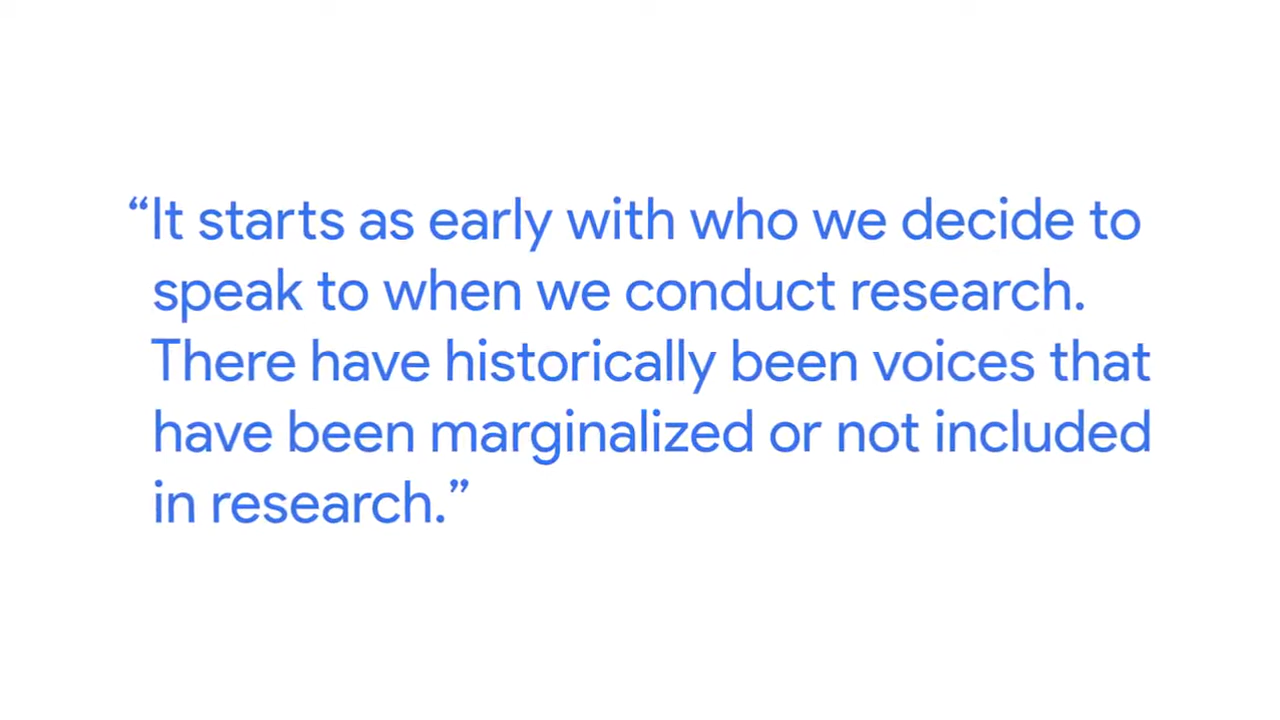 “It starts as early with who we decide to
speak to when we conduct research.
There have historically been voices that
have been marginalized or not included
in research.”